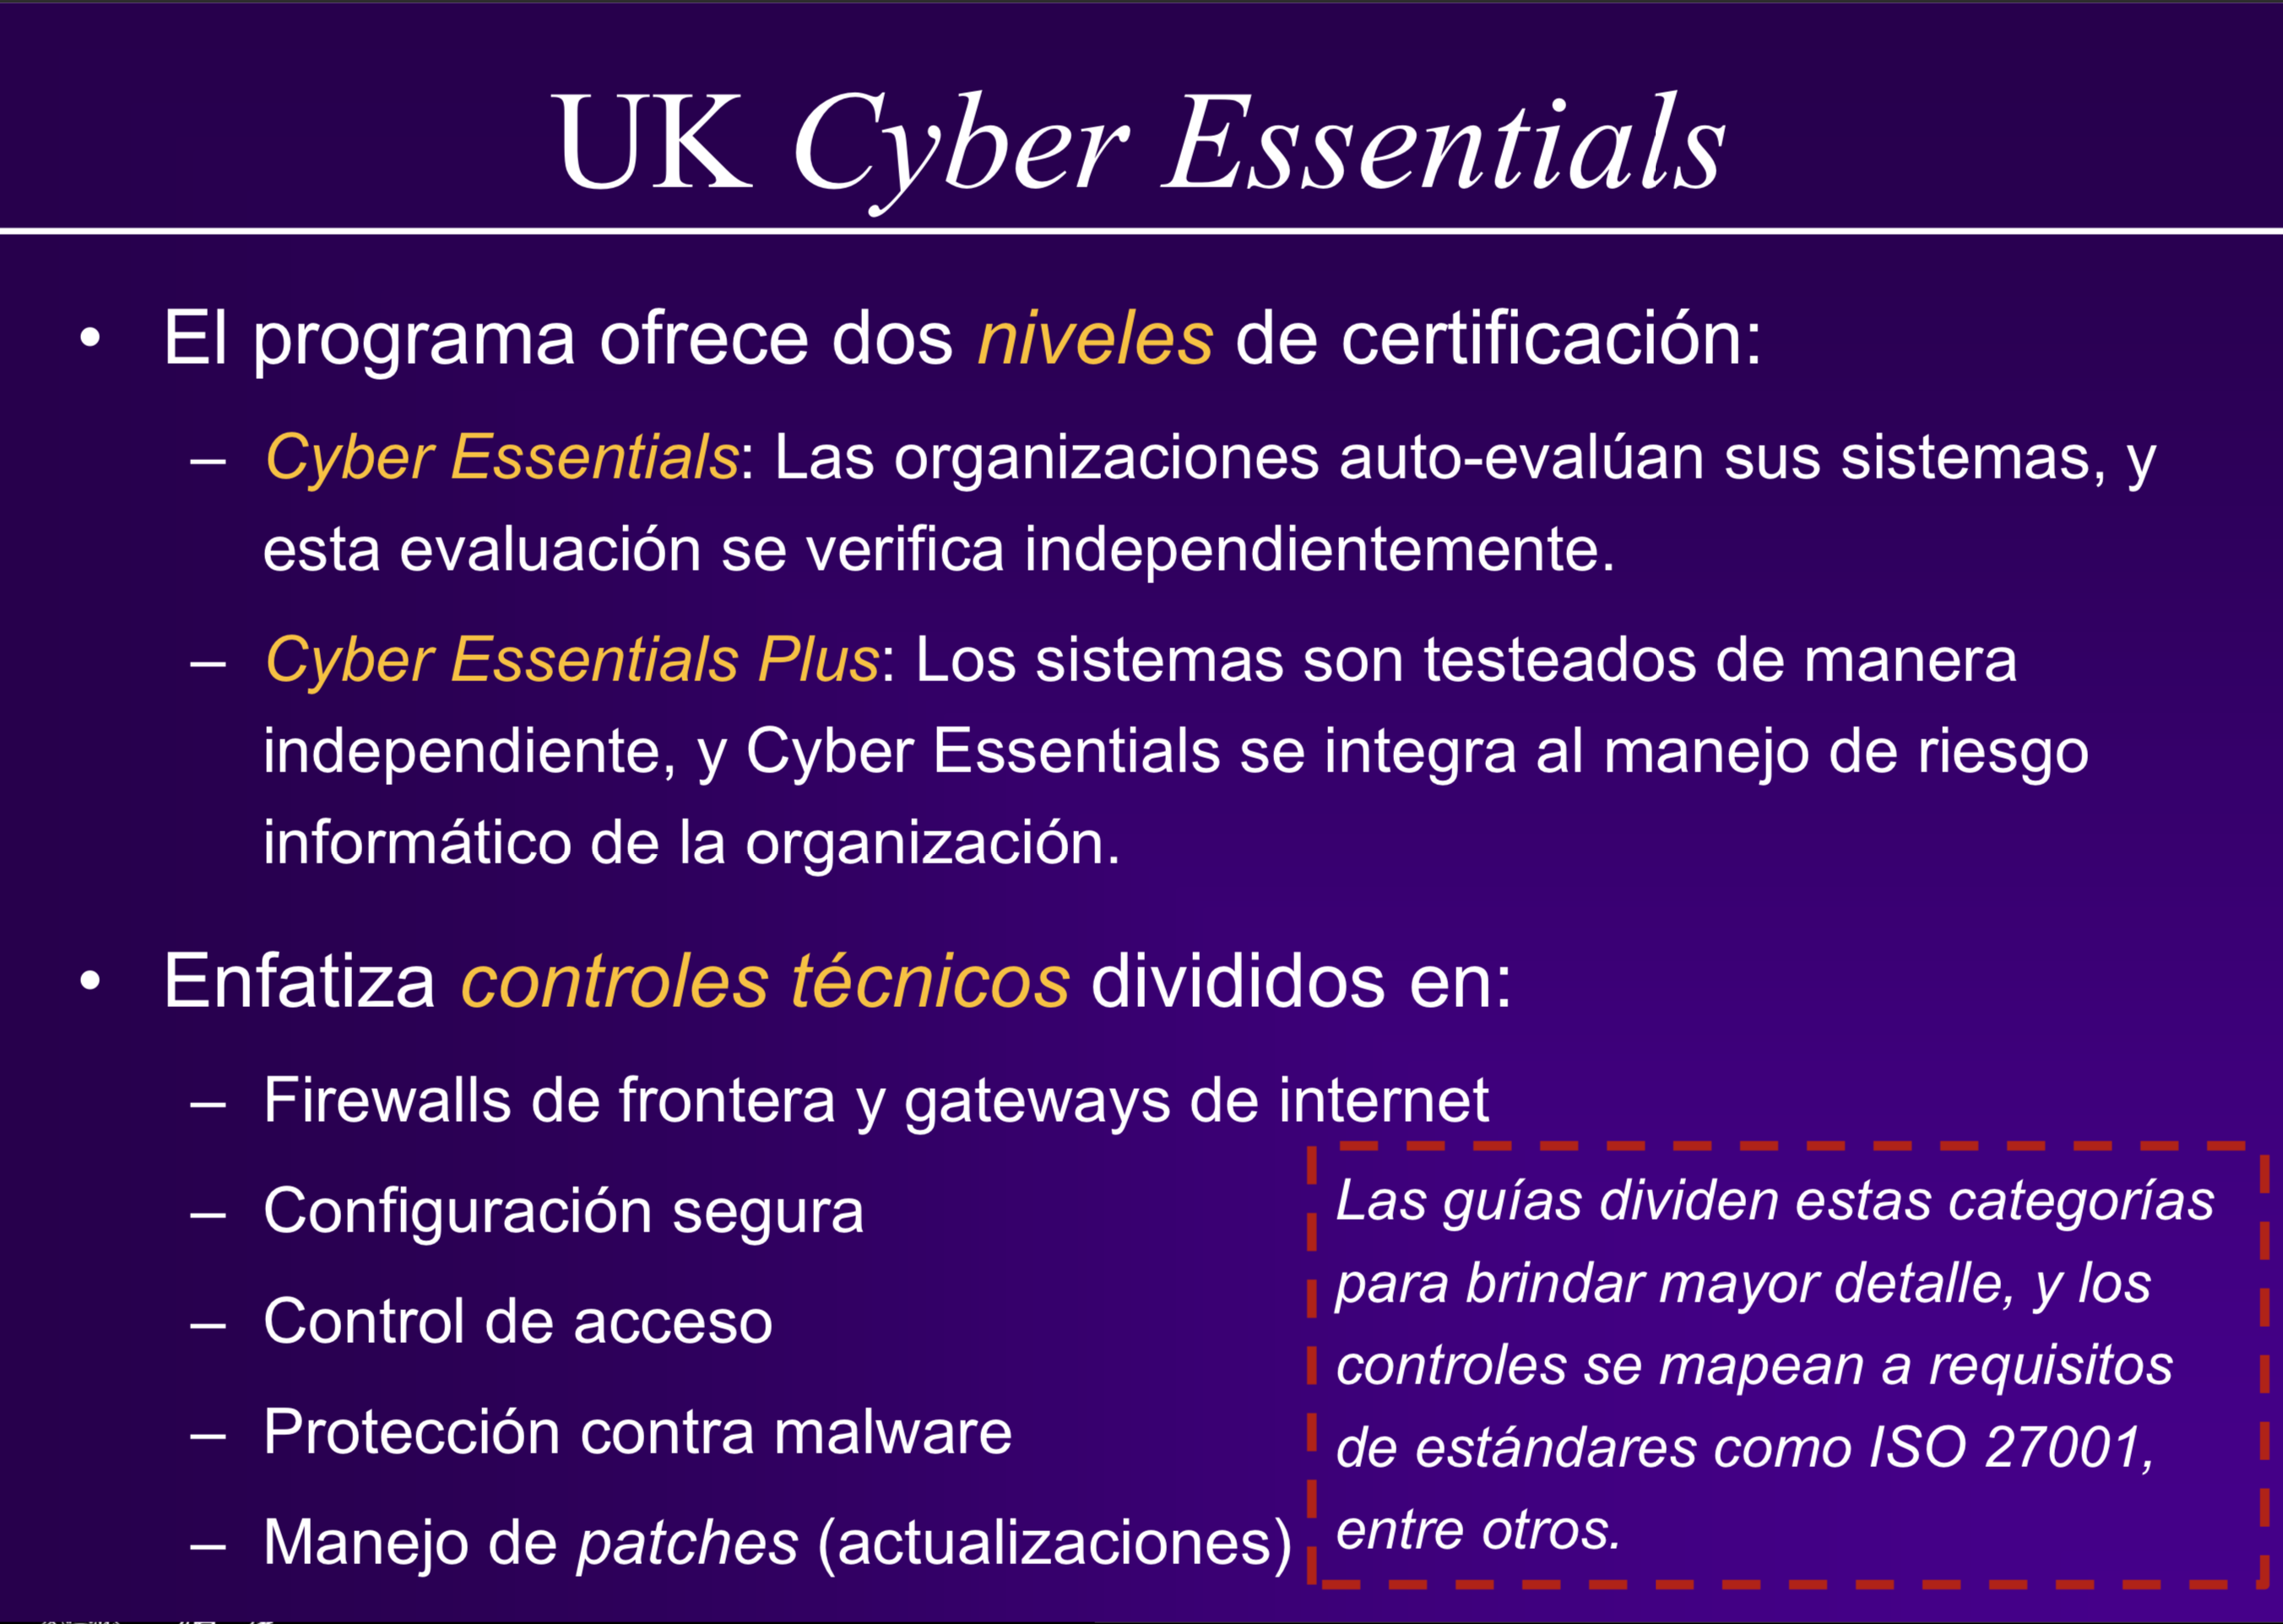 UK Cyber Essentials
• El programa ofrece dos niveles de certificación:
– Cyber Essentials: Las organizaciones auto-evalúan sus sistemas, y
esta evaluación se verifica independientemente.
– Cyber Essentials Plus: Los sistemas son testeados de manera
independiente, y Cyber Essentials se integra al manejo de riesgo
informático de la organización.
• Enfatiza controles técnicos divididos en:
– Firewalls de frontera y gateways de internet
– Configuración segura
– Control de acceso
– Protección contra malware
– Manejo de patches (actualizaciones)
Las guías dividen estas categorías
para brindar mayor detalle, y los
controles se mapean a requisitos
de estándares como ISO 27001,
entre otros.